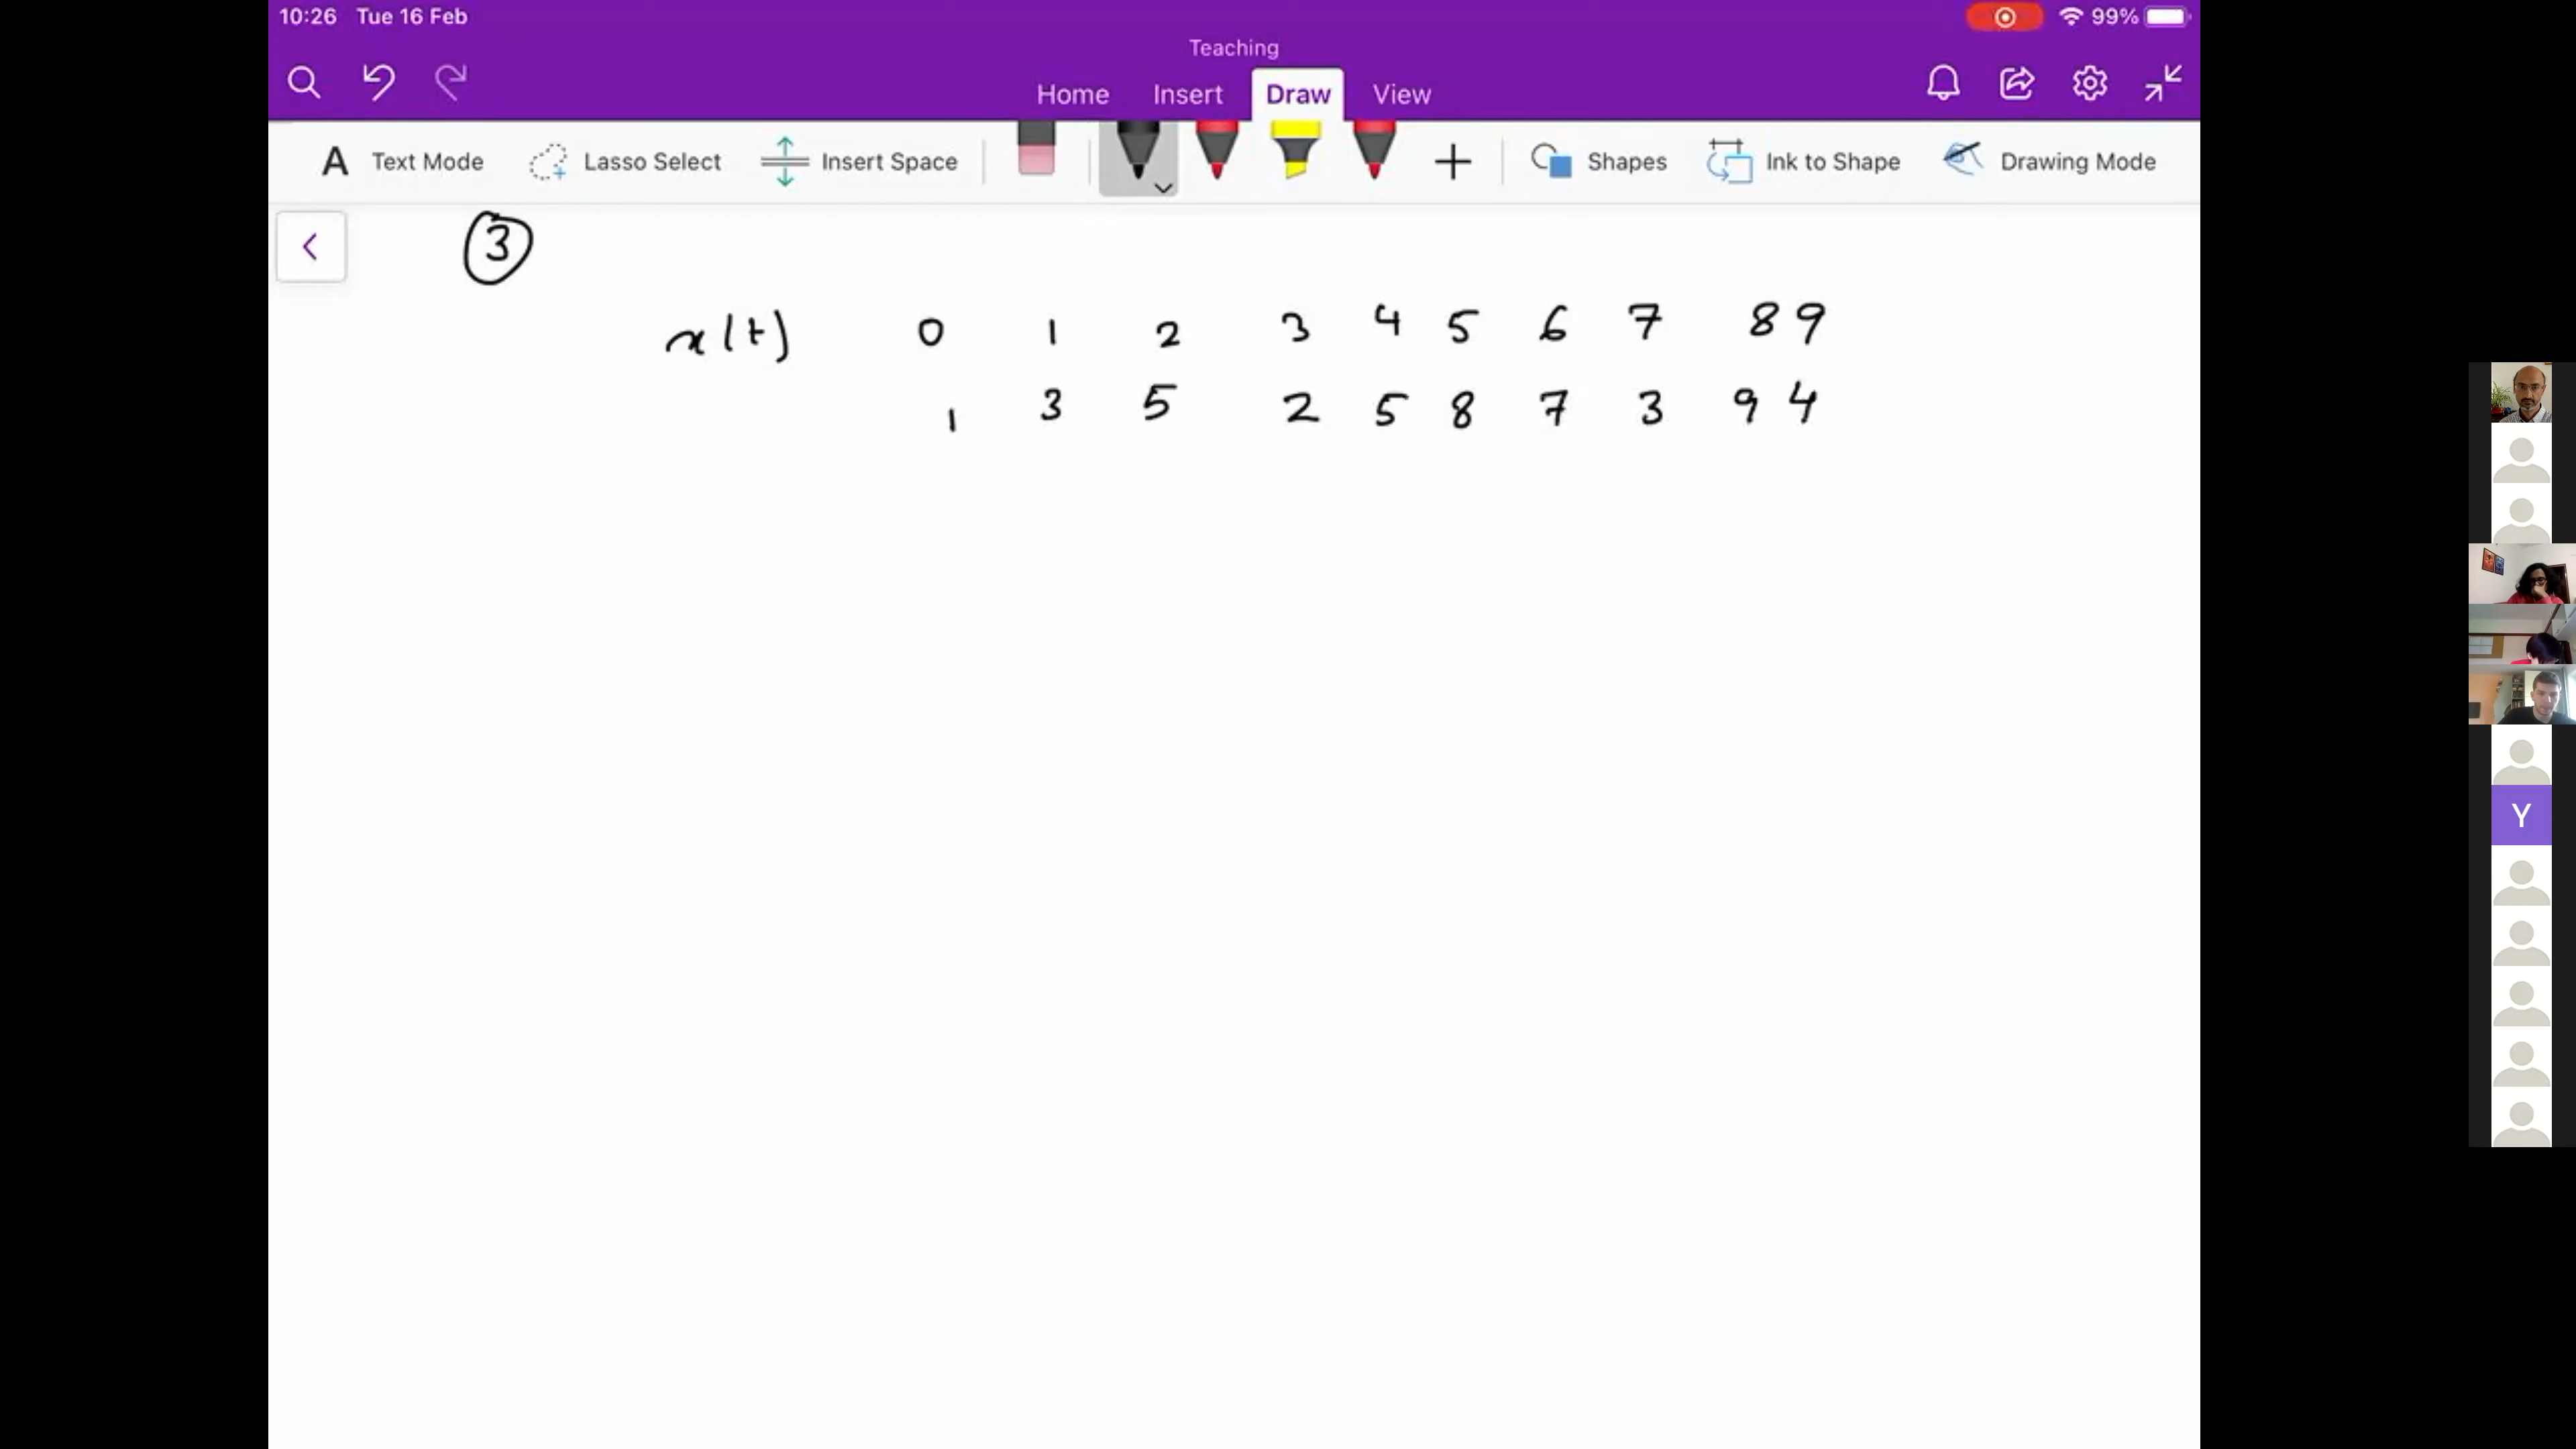 10:26 Tue 16 Feb 99%
Teaching
Home Insert Draw View
A Text Mode Lasso Select Insert Space Shapes Ink to Shape Drawing Mode
3
x(t) 0 1 2 3 4 5 6 7 8 9
1 3 5 2 5 8 7 3 9 4
Y